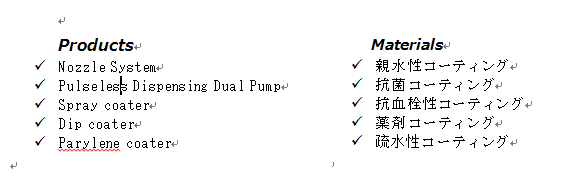 Products
Nozzle System
Pulseless Dispensing Dual Pump
Spray coater
Dip coater
Parylene coater
Materials
親水性コーティング
抗菌コーティング
抗血栓性コーティング
薬剤コーティング
疏水性コーティング